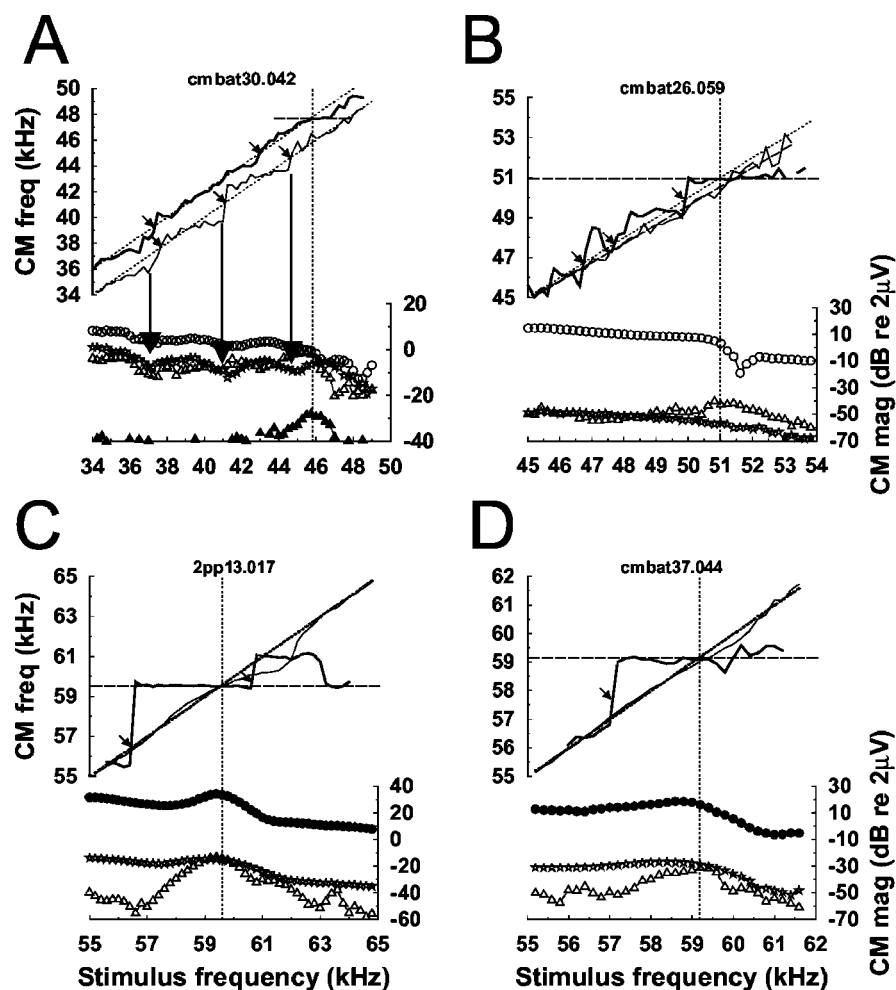 A
cmbat30.042
CM freq (kHz)
50
48
46
44
42
40
38
36
34
20
0
-20
-40
34 36 38 40 42 44 46 48 50
B
cmbat26.059
55
53
51
49
47
45
30
10
-10
-30
-50
-70
CM mag (dB re 2µV)
45 46 47 48 49 50 51 52 53 54
C
2pp13.017
CM freq (kHz)
65
63
61
59
57
55
40
20
0
-20
-40
-60
55 57 59 61 63 65
Stimulus frequency (kHz)
D
cmbat37.044
62
61
60
59
58
57
56
55
30
10
-10
-30
-50
-70
CM mag (dB re 2µV)
55 56 57 58 59 60 61 62
Stimulus frequency (kHz)